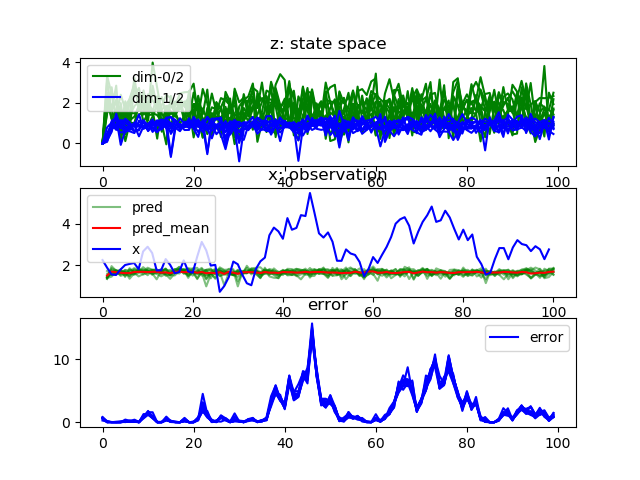 z: state space
4
2
0
dim-0/2
dim-1/2
0 20 40 60 80 100
x: observation
4
2
pred
pred_mean
x
0 20 40 60 80 100
error
10
0
error
0 20 40 60 80 100